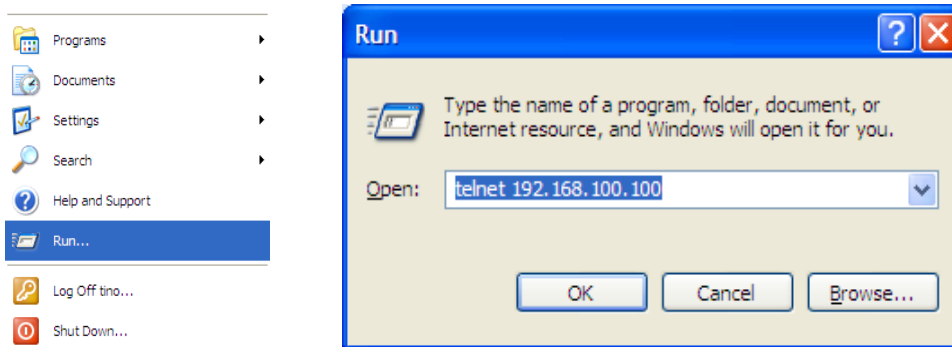 Programs
Documents
Settings
Search
Help and Support
Run...
Log Off tino...
Shut Down...
Run
Type the name of a program, folder, document, or
Internet resource, and Windows will open it for you.
Open: telnet 192.168.100.100
OK Cancel Browse...